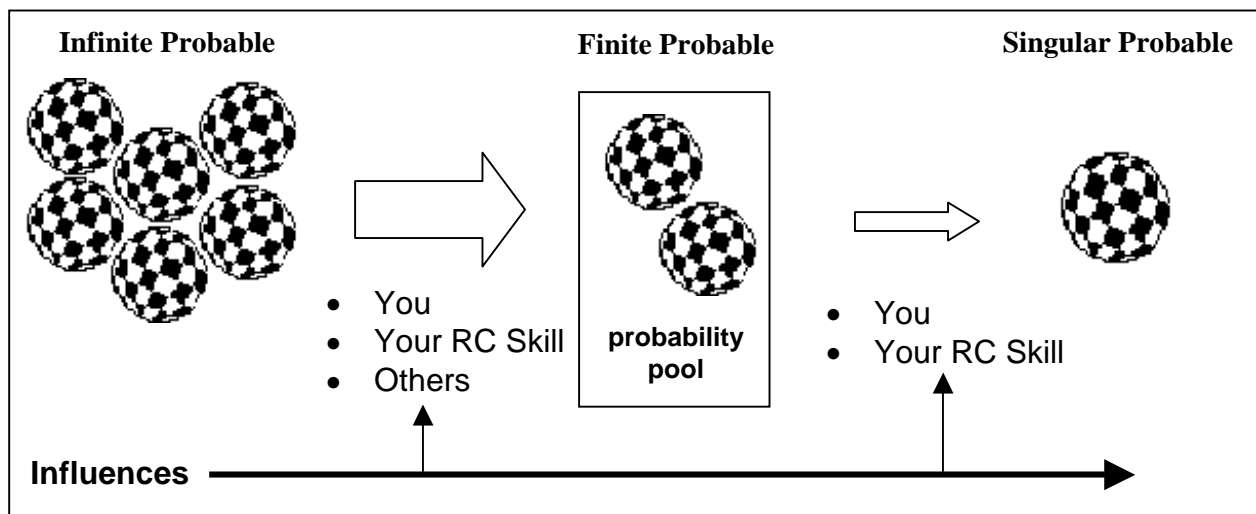 Infinite Probable
Finite Probable
Singular Probable
• You
• Your RC Skill
• Others
probability
pool
• You
• Your RC Skill
Influences